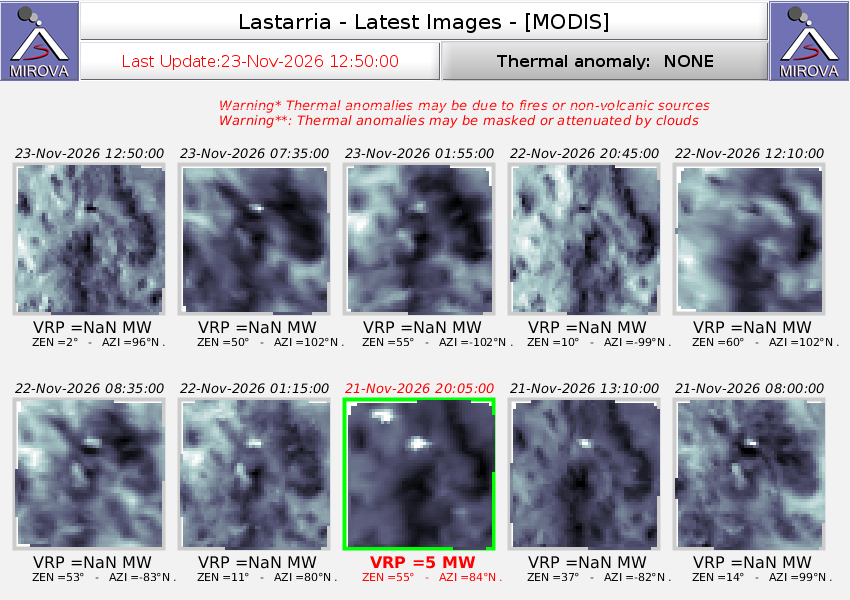 Lastarria - Latest Images - [MODIS]
MIROVA
MIROVA
Last Update:23-Nov-2026 12:50:00
Thermal anomaly: NONE
Warning* Thermal anomalies may be due to fires or non-volcanic sources
Warning**: Thermal anomalies may be masked or attenuated by clouds
23-Nov-2026 12:50:00 23-Nov-2026 07:35:00 23-Nov-2026 01:55:00 22-Nov-2026 20:45:00 22-Nov-2026 12:10:00
VRP =NaN MW VRP =NaN MW VRP =NaN MW VRP =NaN MW VRP =NaN MW
ZEN =2° - AZI =96°N . ZEN =50° - AZI =102°N . ZEN =55° - AZI =-102°N . ZEN =10° - AZI =-99°N . ZEN =60° - AZI =102°N .
22-Nov-2026 08:35:00 22-Nov-2026 01:15:00 21-Nov-2026 20:05:00 21-Nov-2026 13:10:00 21-Nov-2026 08:00:00
VRP =NaN MW VRP =NaN MW VRP =5 MW VRP =NaN MW VRP =NaN MW
ZEN =53° - AZI =-83°N . ZEN =11° - AZI =80°N . ZEN =55° - AZI =84°N . ZEN =37° - AZI =-82°N . ZEN =14° - AZI =99°N .